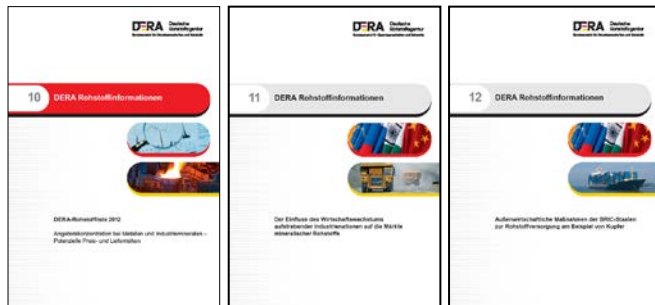 DERA Deutsche
Rohstoffagentur
10 DERA Rohstoffinformationen
DERA-Rohstoffliste 2012
Angebotskonzentration bei Metallen und Industriemineralen –
Potenzielle Preis- und Lieferrisiken
DERA Deutsche
Rohstoffagentur
11 DERA Rohstoffinformationen
Der Einfluss des Wirtschaftswachstums
aufstrebender Industrienationen auf die Märkte
mineralischer Rohstoffe
DERA Deutsche
Rohstoffagentur
12 DERA Rohstoffinformationen
Außenwirtschaftliche Maßnahmen der BRIC-Staaten
zur Rohstoffversorgung am Beispiel von Kupfer